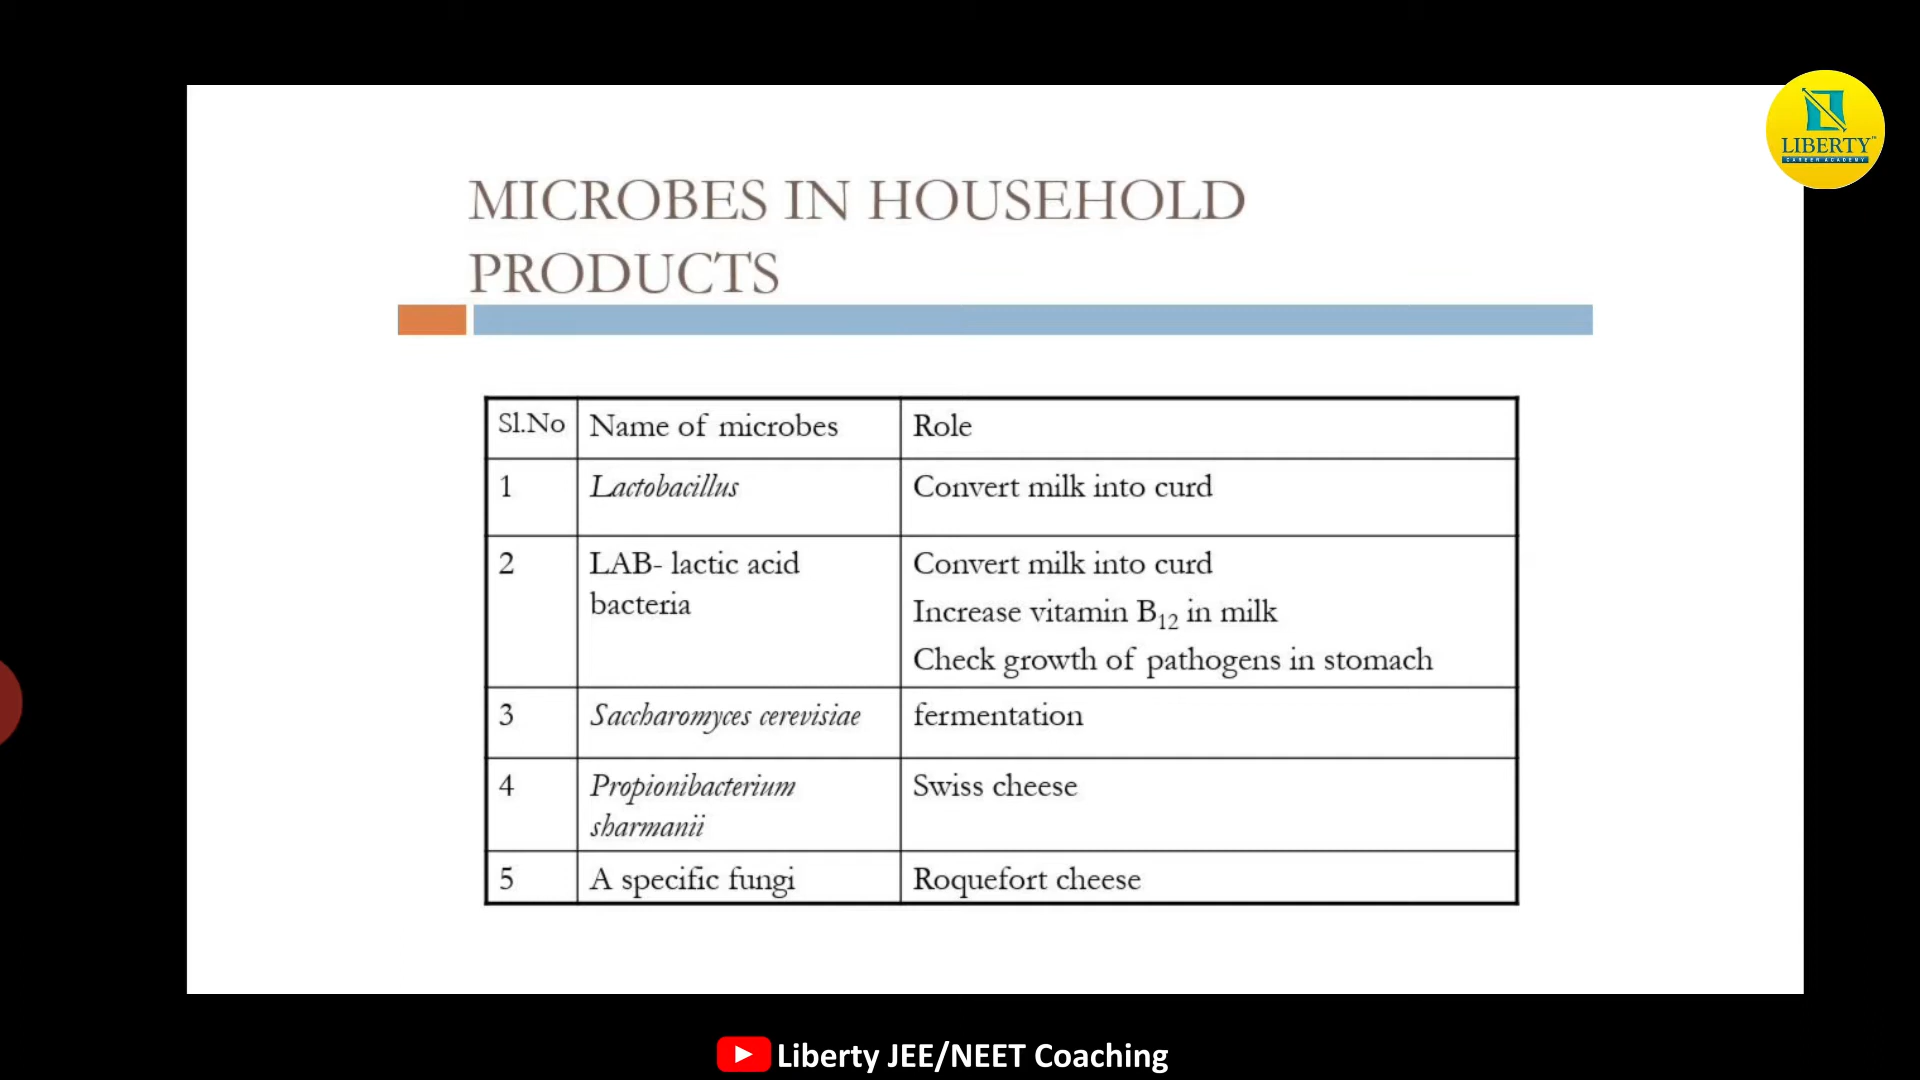 LIBERTY
CAREER ACADEMY
MICROBES IN HOUSEHOLD
PRODUCTS
Sl.No Name of microbes Role
1 Lactobacillus Convert milk into curd
2 LAB- lactic acid bacteria Convert milk into curd
Increase vitamin B12 in milk
Check growth of pathogens in stomach
3 Saccharomyces cerevisiae fermentation
4 Propionibacterium sharmanii Swiss cheese
5 A specific fungi Roquefort cheese
Liberty JEE/NEET Coaching